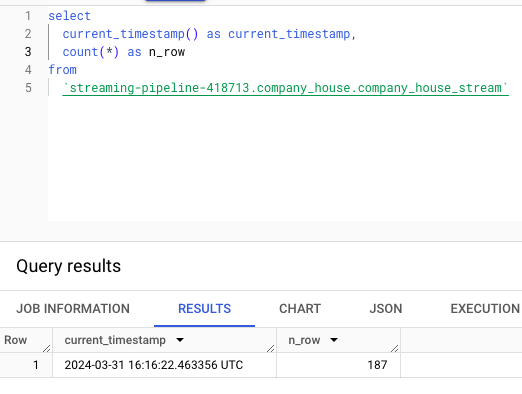 1 select
2 current_timestamp() as current_timestamp,
3 count(*) as n_row
4 from
5 `streaming-pipeline-418713.company_house.company_house_stream`
Query results
JOB INFORMATION RESULTS CHART JSON EXECUTION
Row current_timestamp n_row
1 2024-03-31 16:16:22.463356 UTC 187